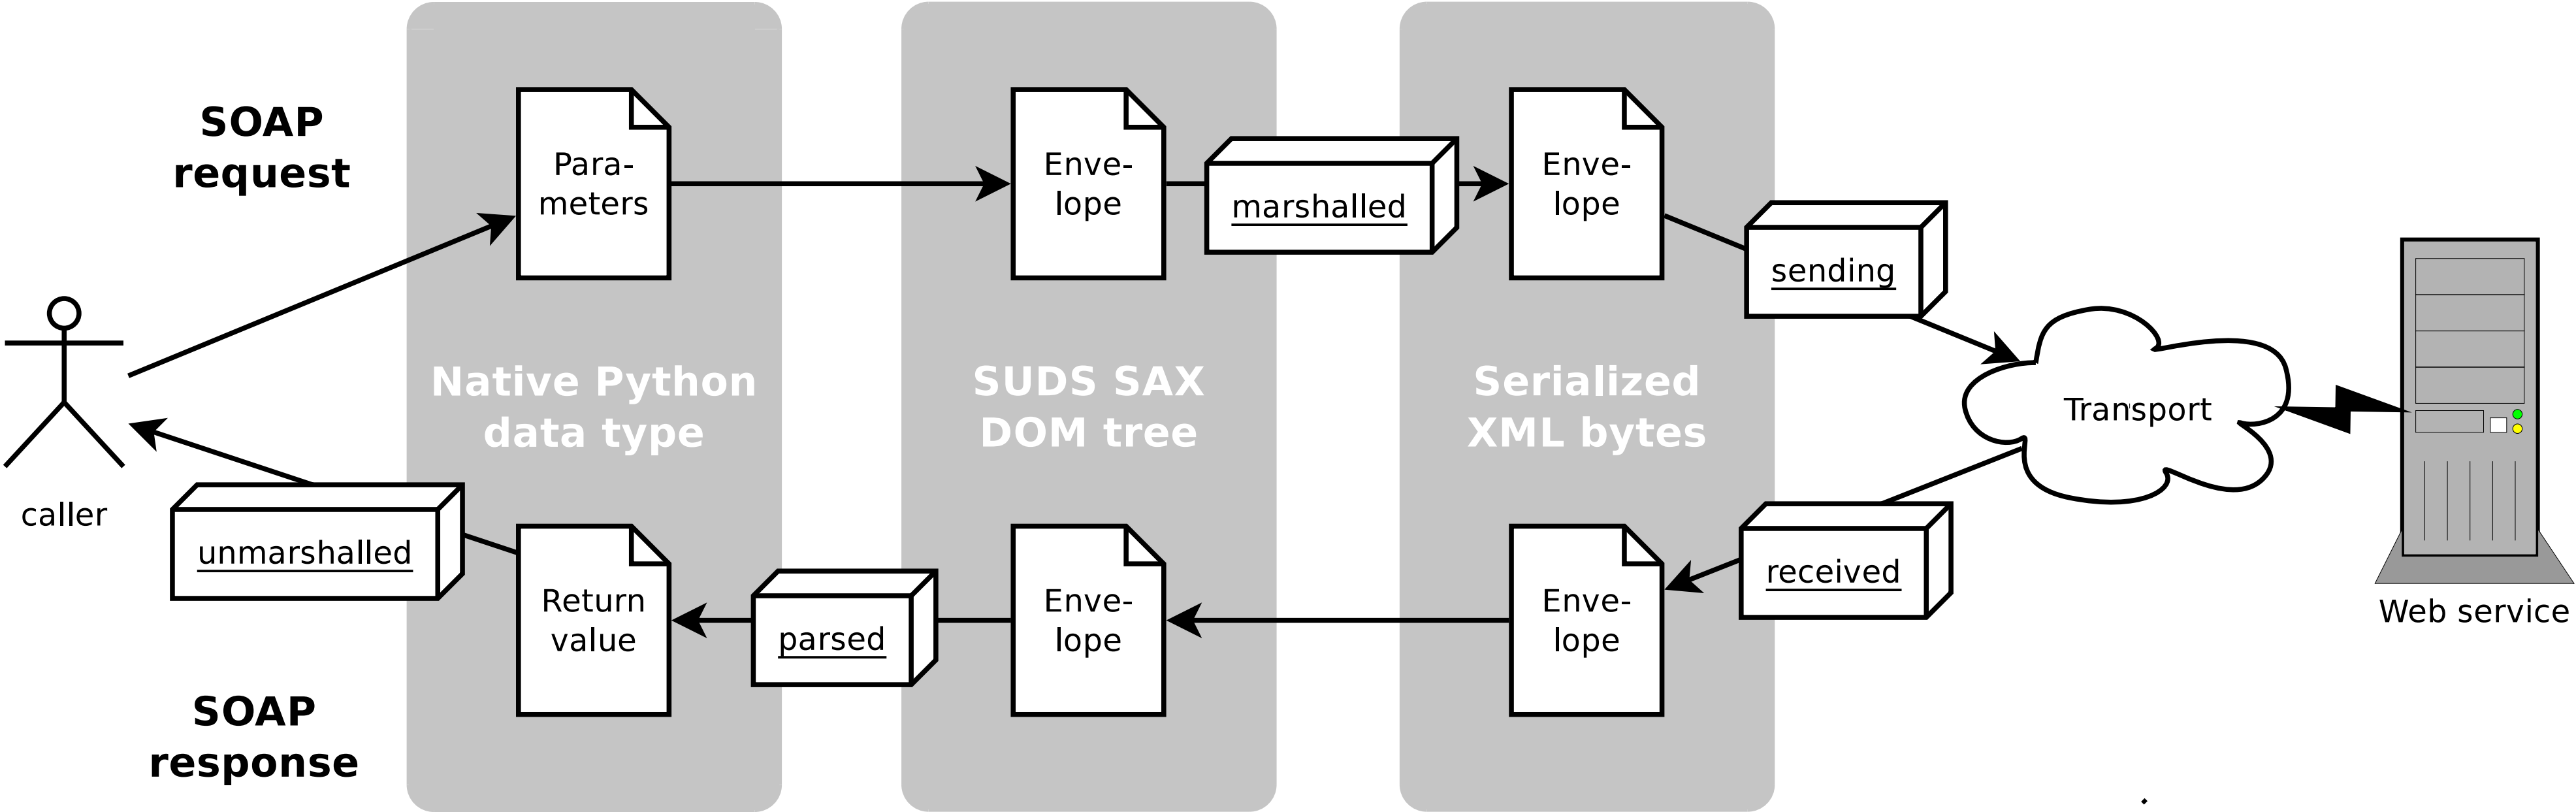 SOAP
request
Para-
meters
Enve-
lope
marshalled
Enve-
lope
sending
Native Python
data type
SUDS SAX
DOM tree
Serialized
XML bytes
Transport
caller
unmarshalled
Return
value
parsed
Enve-
lope
Enve-
lope
received
Web service
SOAP
response